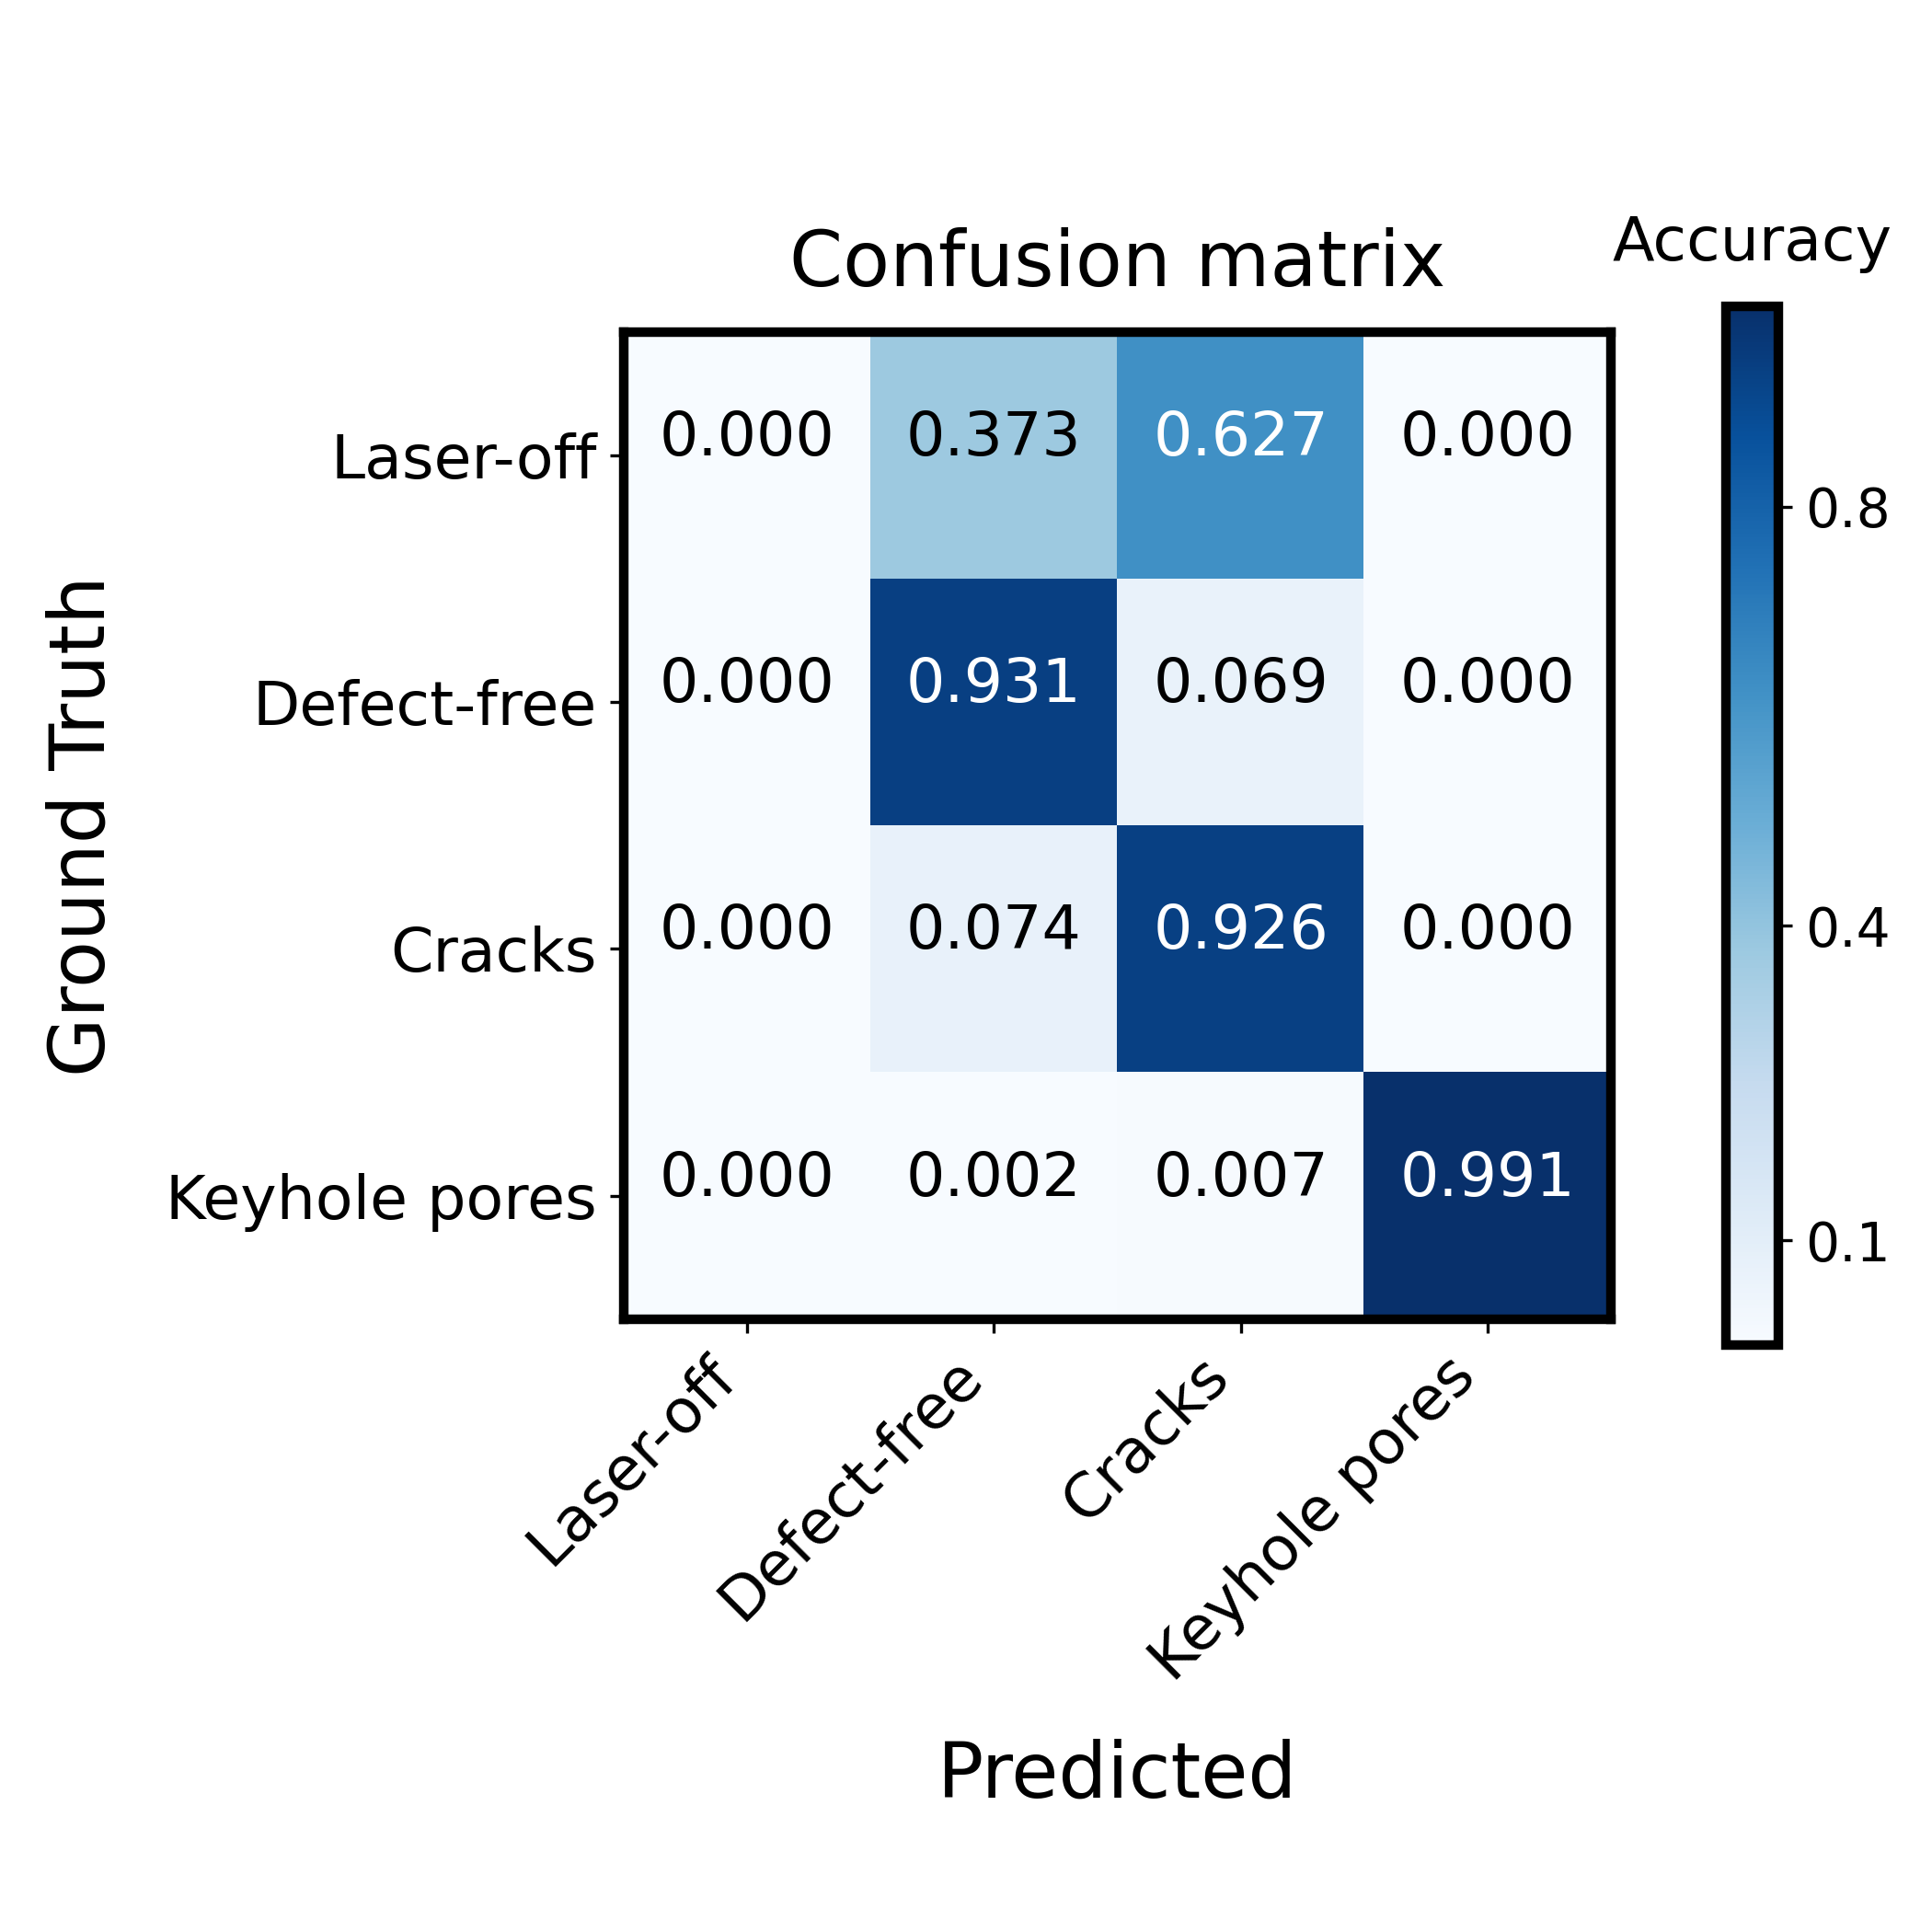 Confusion matrix
Accuracy
Ground Truth
Laser-off 0.000 0.373 0.627 0.000
Defect-free 0.000 0.931 0.069 0.000
Cracks 0.000 0.074 0.926 0.000
Keyhole pores 0.000 0.002 0.007 0.991
0.8
0.4
0.1
Laser-off
Defect-free
Cracks
Keyhole pores
Predicted